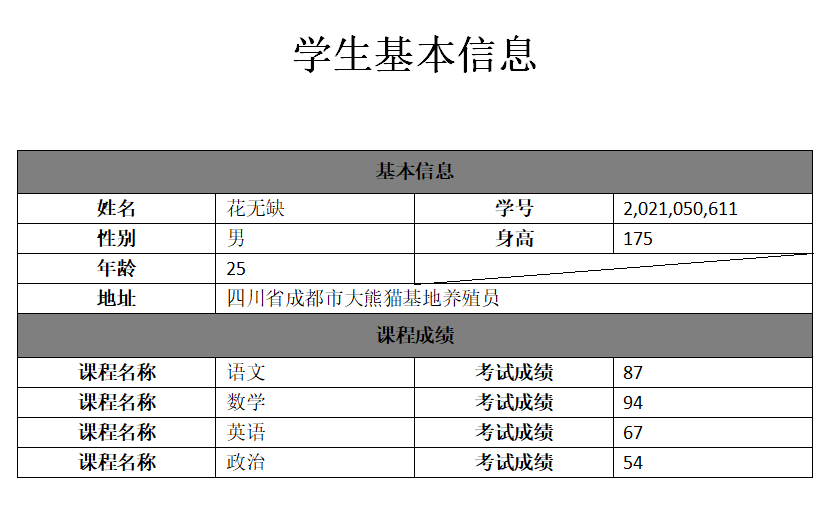 学生基本信息
基本信息
姓名 花无缺 学号 2,021,050,611
性别 男 身高 175
年龄 25
地址 四川省成都市大熊猫基地养殖员
课程成绩
课程名称 语文 考试成绩 87
课程名称 数学 考试成绩 94
课程名称 英语 考试成绩 67
课程名称 政治 考试成绩 54